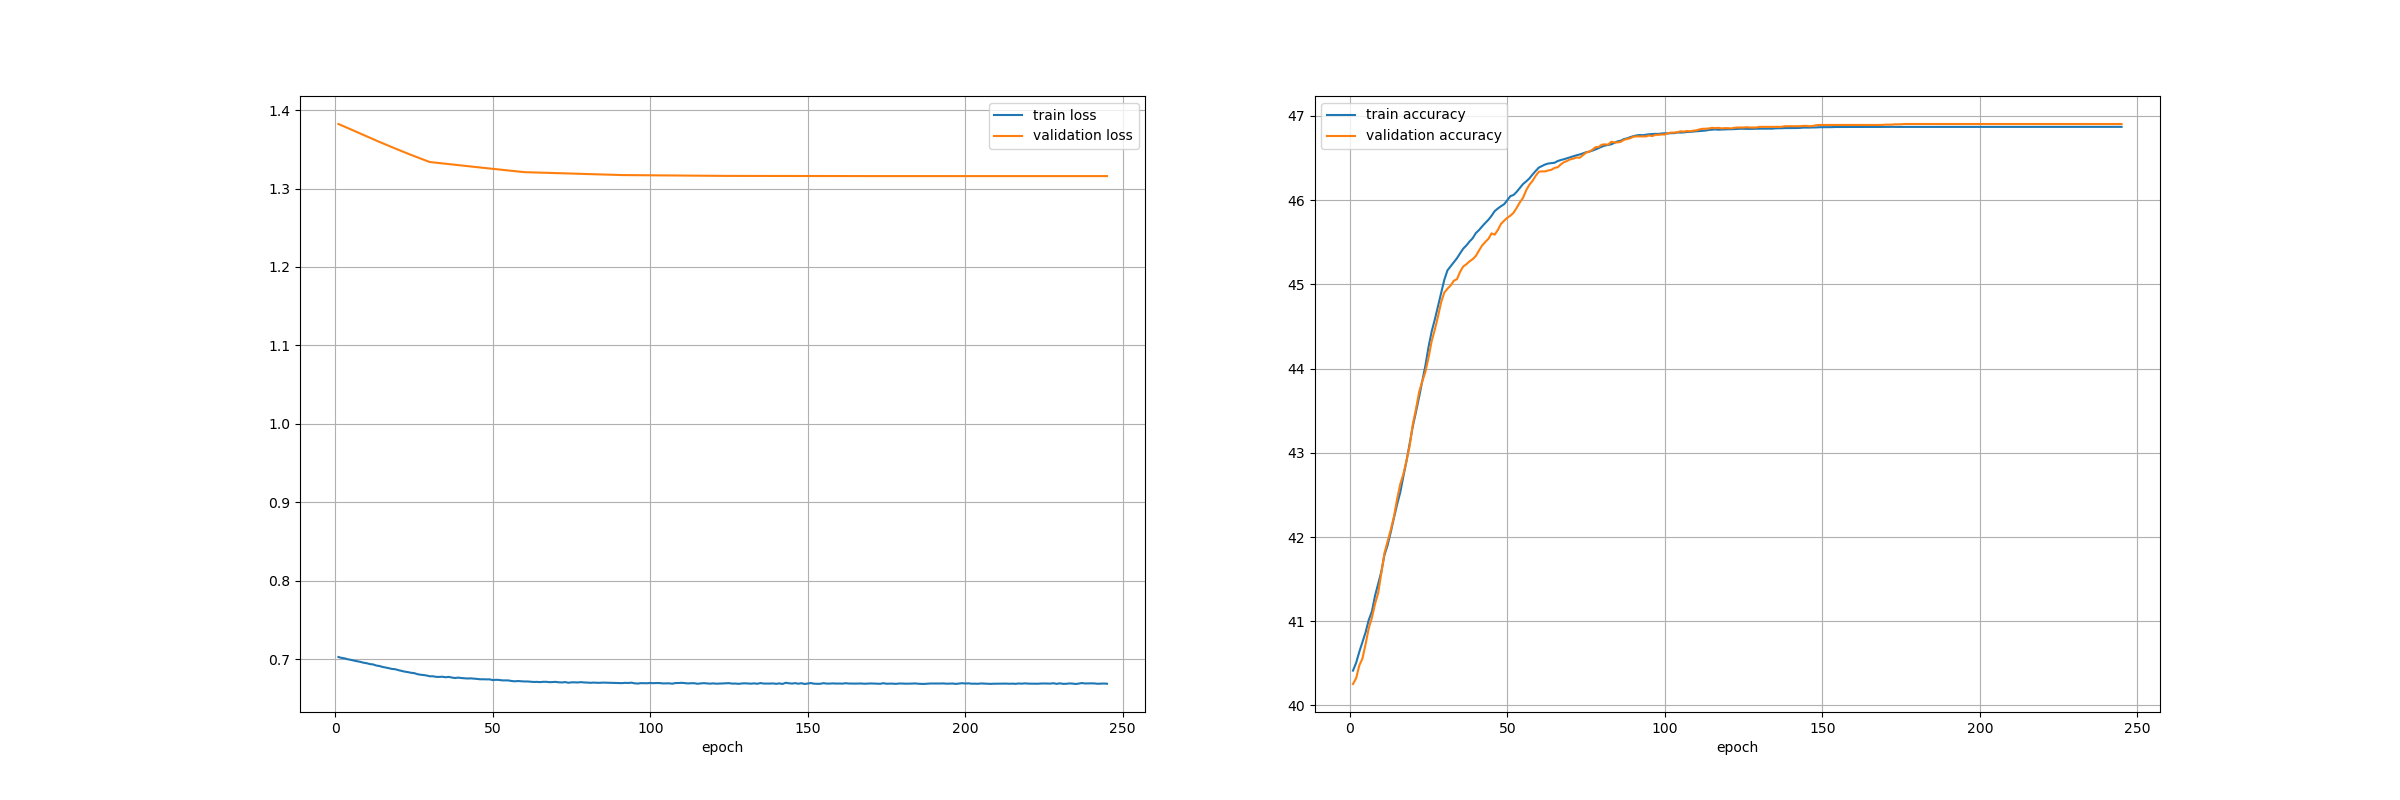 train loss
validation loss
1.4
1.3
1.2
1.1
1.0
0.9
0.8
0.7
0 50 100 150 200 250
epoch
train accuracy
validation accuracy
47
46
45
44
43
42
41
40
0 50 100 150 200 250
epoch